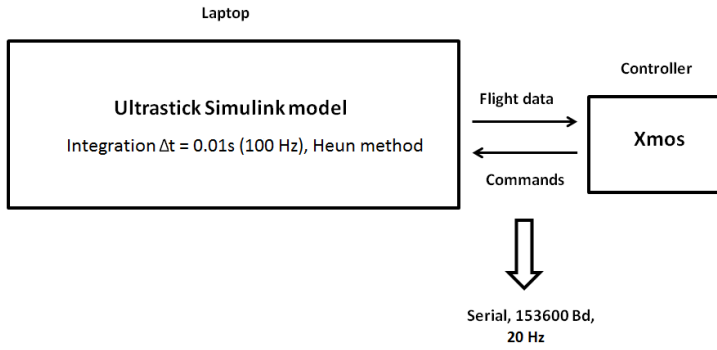 Laptop
Ultrastick Simulink model
Integration Δt = 0.01s (100 Hz), Heun method
Flight data
Commands
Controller
Xmos
Serial, 153600 Bd,
20 Hz